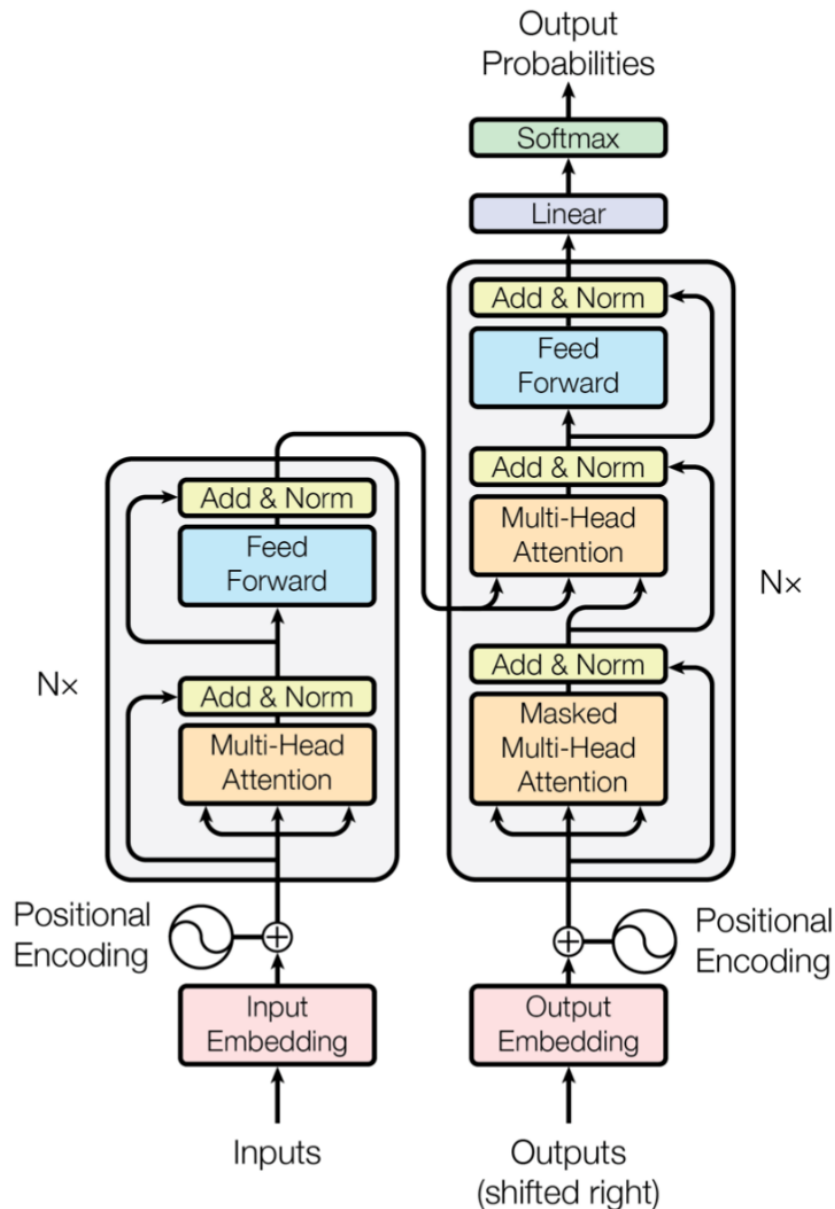 Output
Probabilities
Softmax
Linear
Add & Norm
Feed
Forward
Add & Norm
Multi-Head
Attention
Nx
Add & Norm
Masked
Multi-Head
Attention
Add & Norm
Feed
Forward
Nx
Add & Norm
Multi-Head
Attention
Positional
Encoding
Positional
Encoding
Input
Embedding
Output
Embedding
Inputs
Outputs
(shifted right)